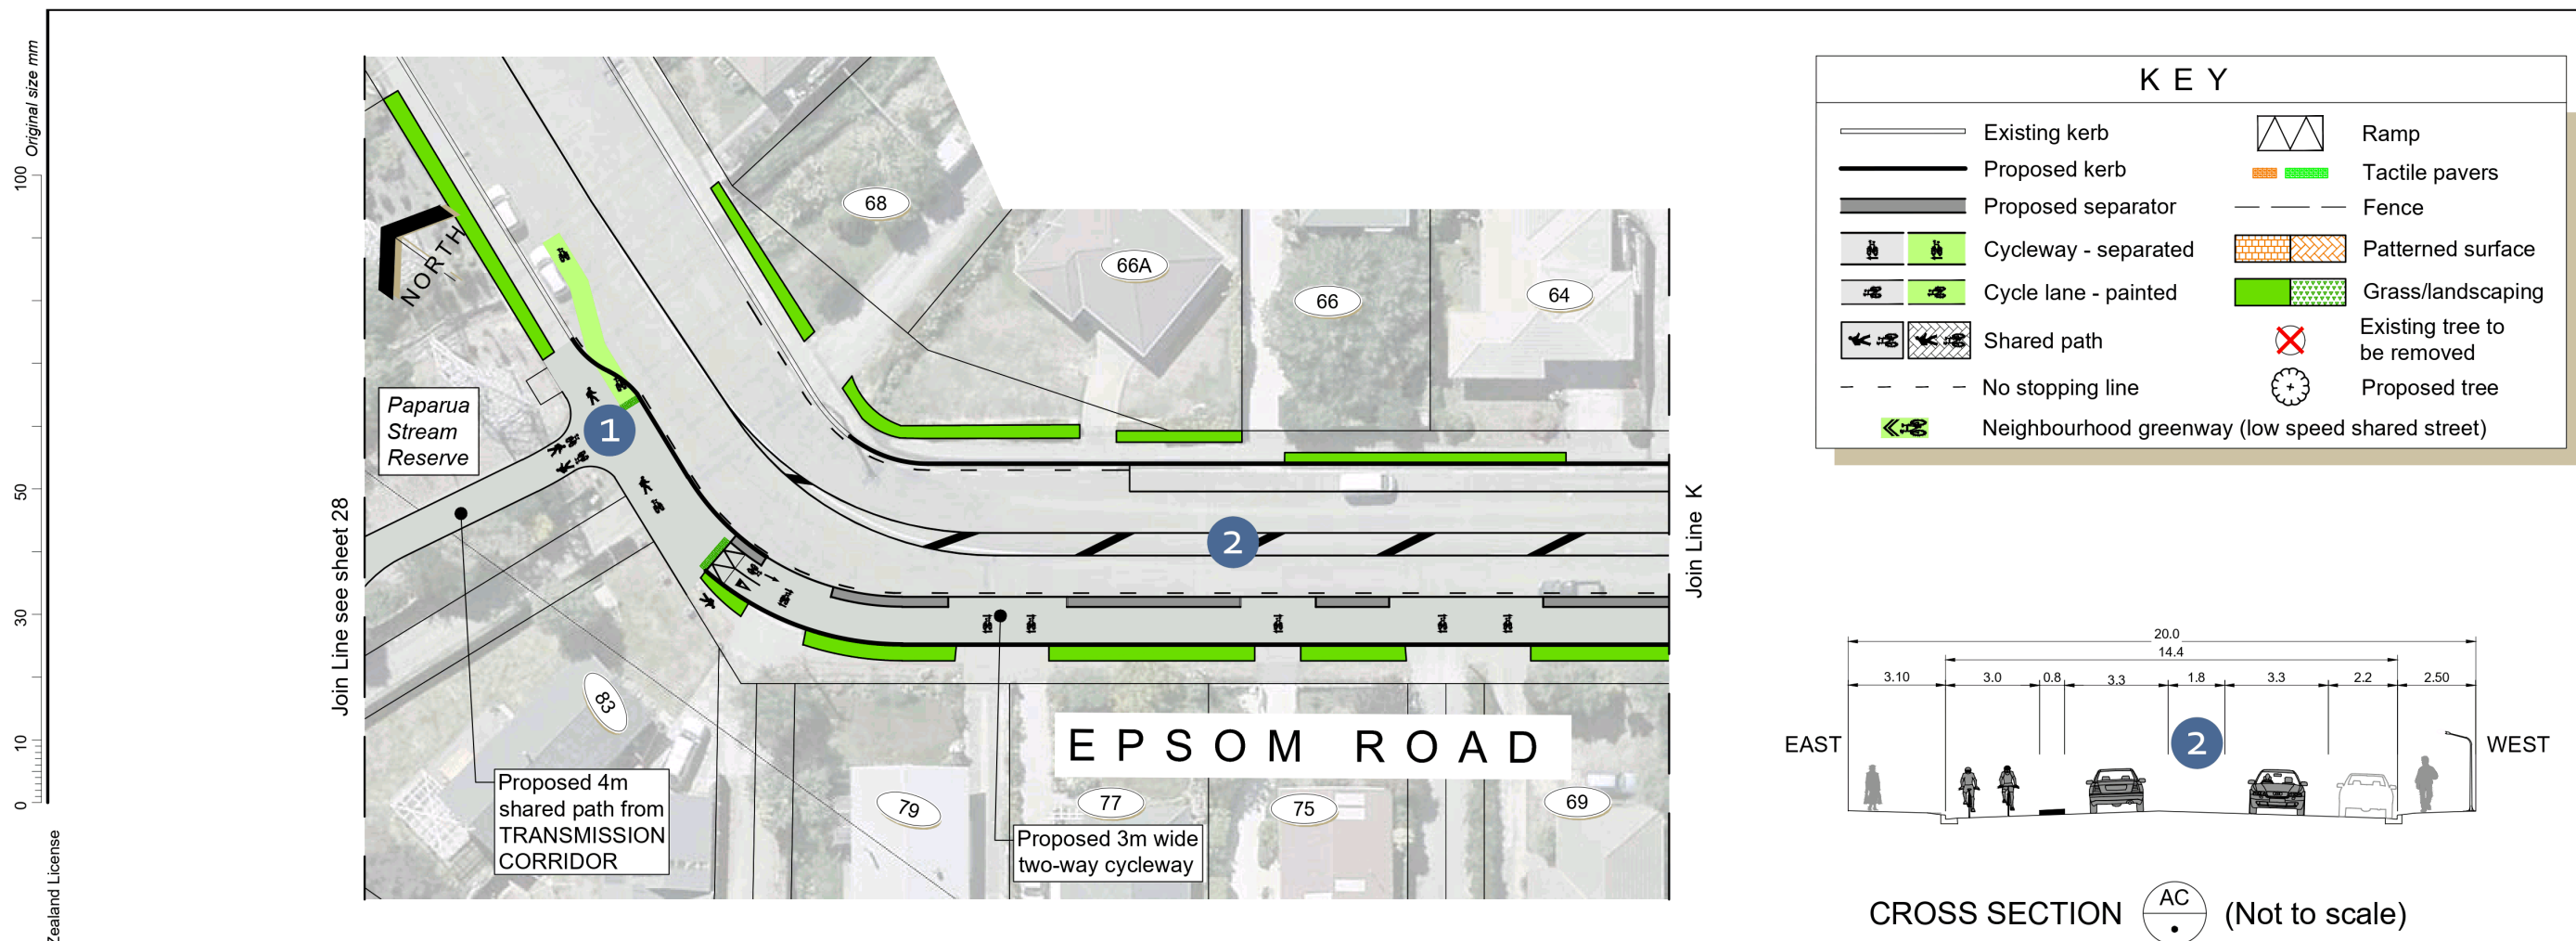 Original size mm
100
50
30
10
0
Zealand License
NORTH
Paparua
Stream
Reserve
Join Line see sheet 28
68
66A
66
64
1
2
Join Line K
83
79
77
75
69
EPSOM ROAD
Proposed 4m
shared path from
TRANSMISSION
CORRIDOR
Proposed 3m wide
two-way cycleway
KEY
Existing kerb
Proposed kerb
Proposed separator
Cycleway - separated
Cycle lane - painted
Shared path
No stopping line
Neighbourhood greenway (low speed shared street)
Ramp
Tactile pavers
Fence
Patterned surface
Grass/landscaping
Existing tree to
be removed
Proposed tree
20.0
14.4
3.10 3.0 0.8 3.3 1.8 3.3 2.2 2.50
EAST 2 WEST
CROSS SECTION AC (Not to scale)